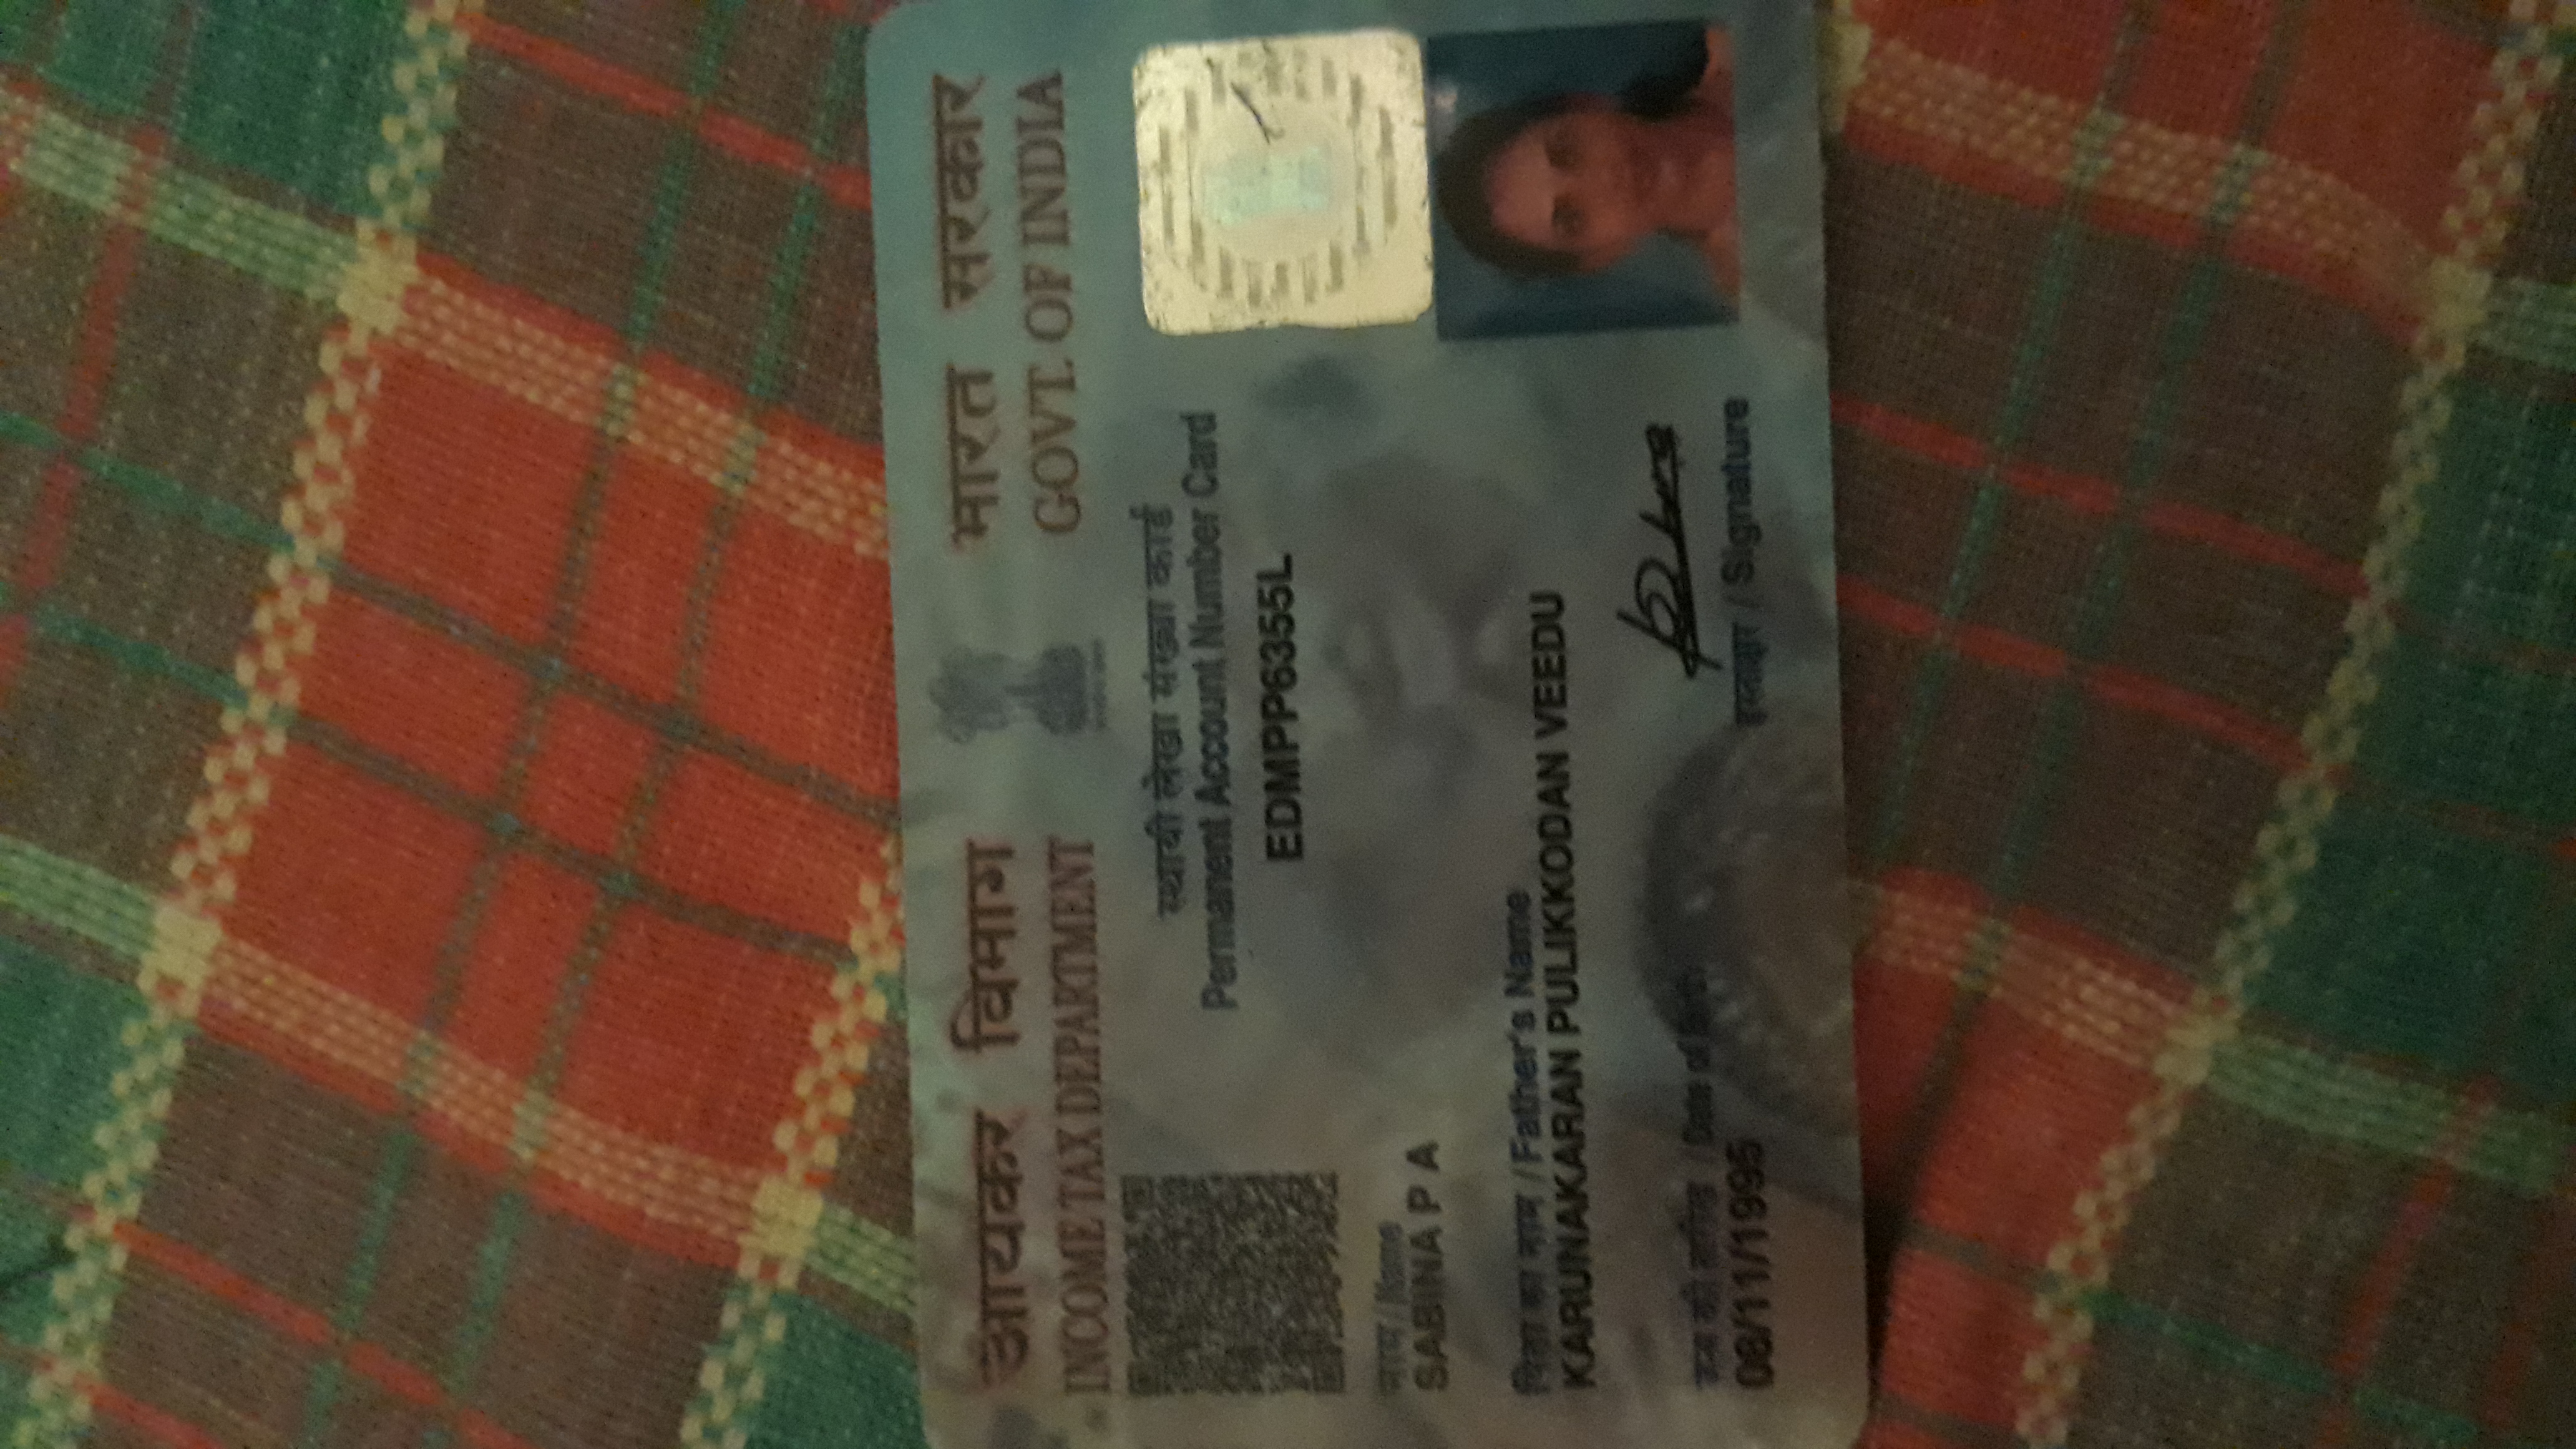 आयकर विभाग
INCOME TAX DEPARTMENT
भारत सरकार
GOVT. OF INDIA
स्थायी लेखा संख्या कार्ड
Permanent Account Number Card
EDMPP6355L
नाम / Name
SABINA P A
पिता का नाम / Father's Name
KARUNAKARAN PULIKKODAN VEEDU
जन्म की तारीख / Date of Birth
08/11/1995
हस्ताक्षर / Signature